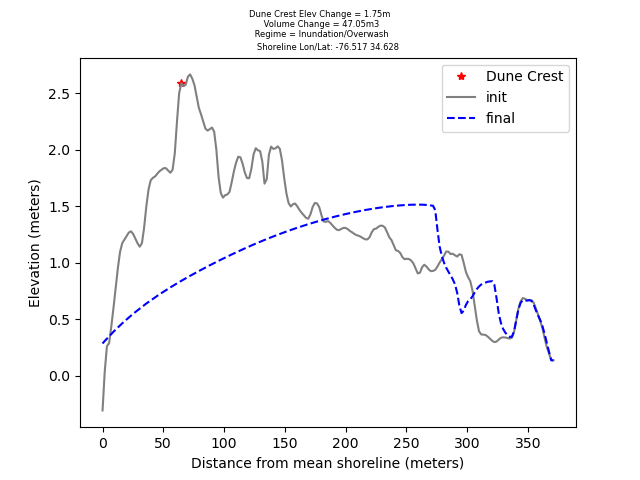 Dune Crest Elev Change = 1.75m
Volume Change = 47.05m3
Regime = Inundation/Overwash
Shoreline Lon/Lat: -76.517 34.628
Dune Crest
init
final
2.5
2.0
1.5
1.0
0.5
0.0
Elevation (meters)
0 50 100 150 200 250 300 350
Distance from mean shoreline (meters)